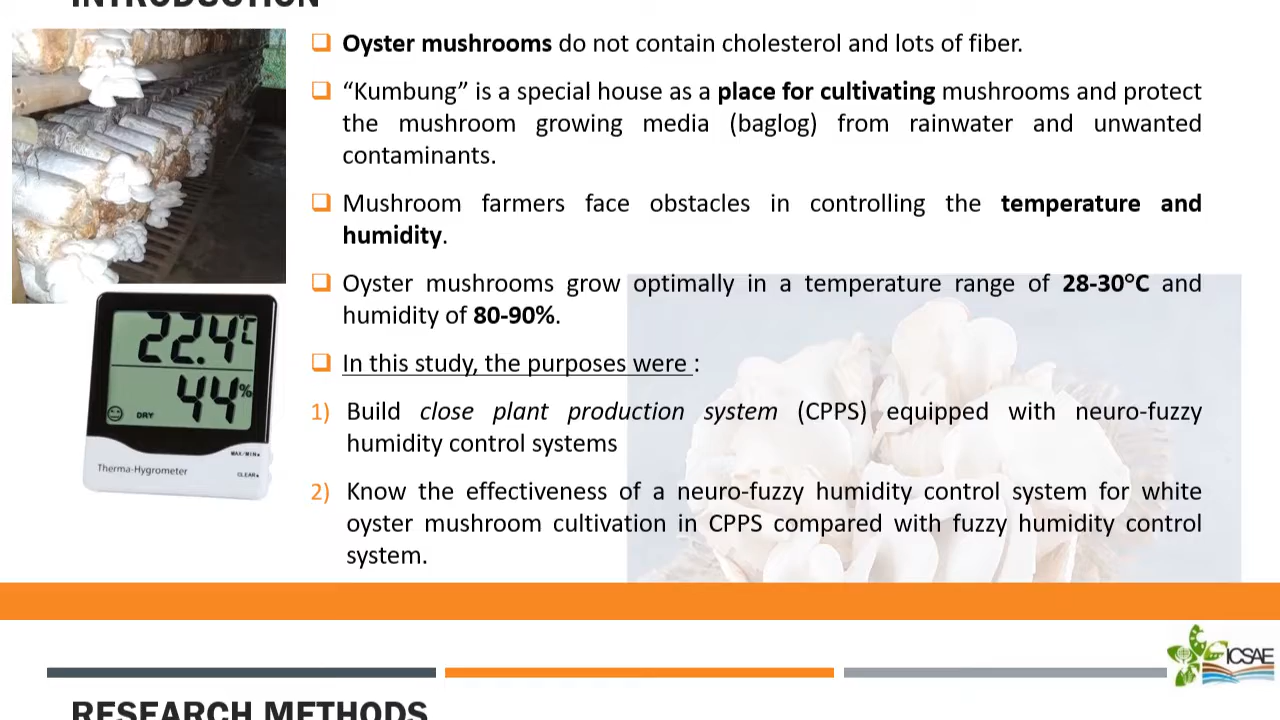 INTRODUCTION
Oyster mushrooms do not contain cholesterol and lots of fiber.
“Kumbung” is a special house as a place for cultivating mushrooms and protect
the mushroom growing media (baglog) from rainwater and unwanted
contaminants.
Mushroom farmers face obstacles in controlling the temperature and
humidity.
Oyster mushrooms grow optimally in a temperature range of 28-30°C and
humidity of 80-90%.
In this study, the purposes were :
1) Build close plant production system (CPPS) equipped with neuro-fuzzy
humidity control systems
2) Know the effectiveness of a neuro-fuzzy humidity control system for white
oyster mushroom cultivation in CPPS compared with fuzzy humidity control
system.
22.4°C
44%
DRY
MAX/MIN
Therma-Hygrometer
CLEAR
ICSAE
RESEARCH METHODS